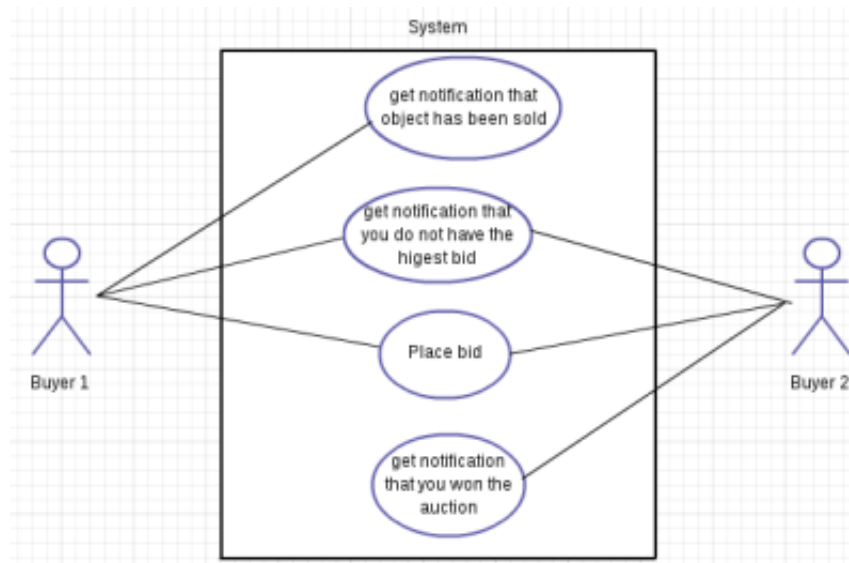 System
get notification that
object has been sold
get notification that
you do not have the
higest bid
Place bid
Buyer 1
Buyer 2
get notification
that you won the
auction